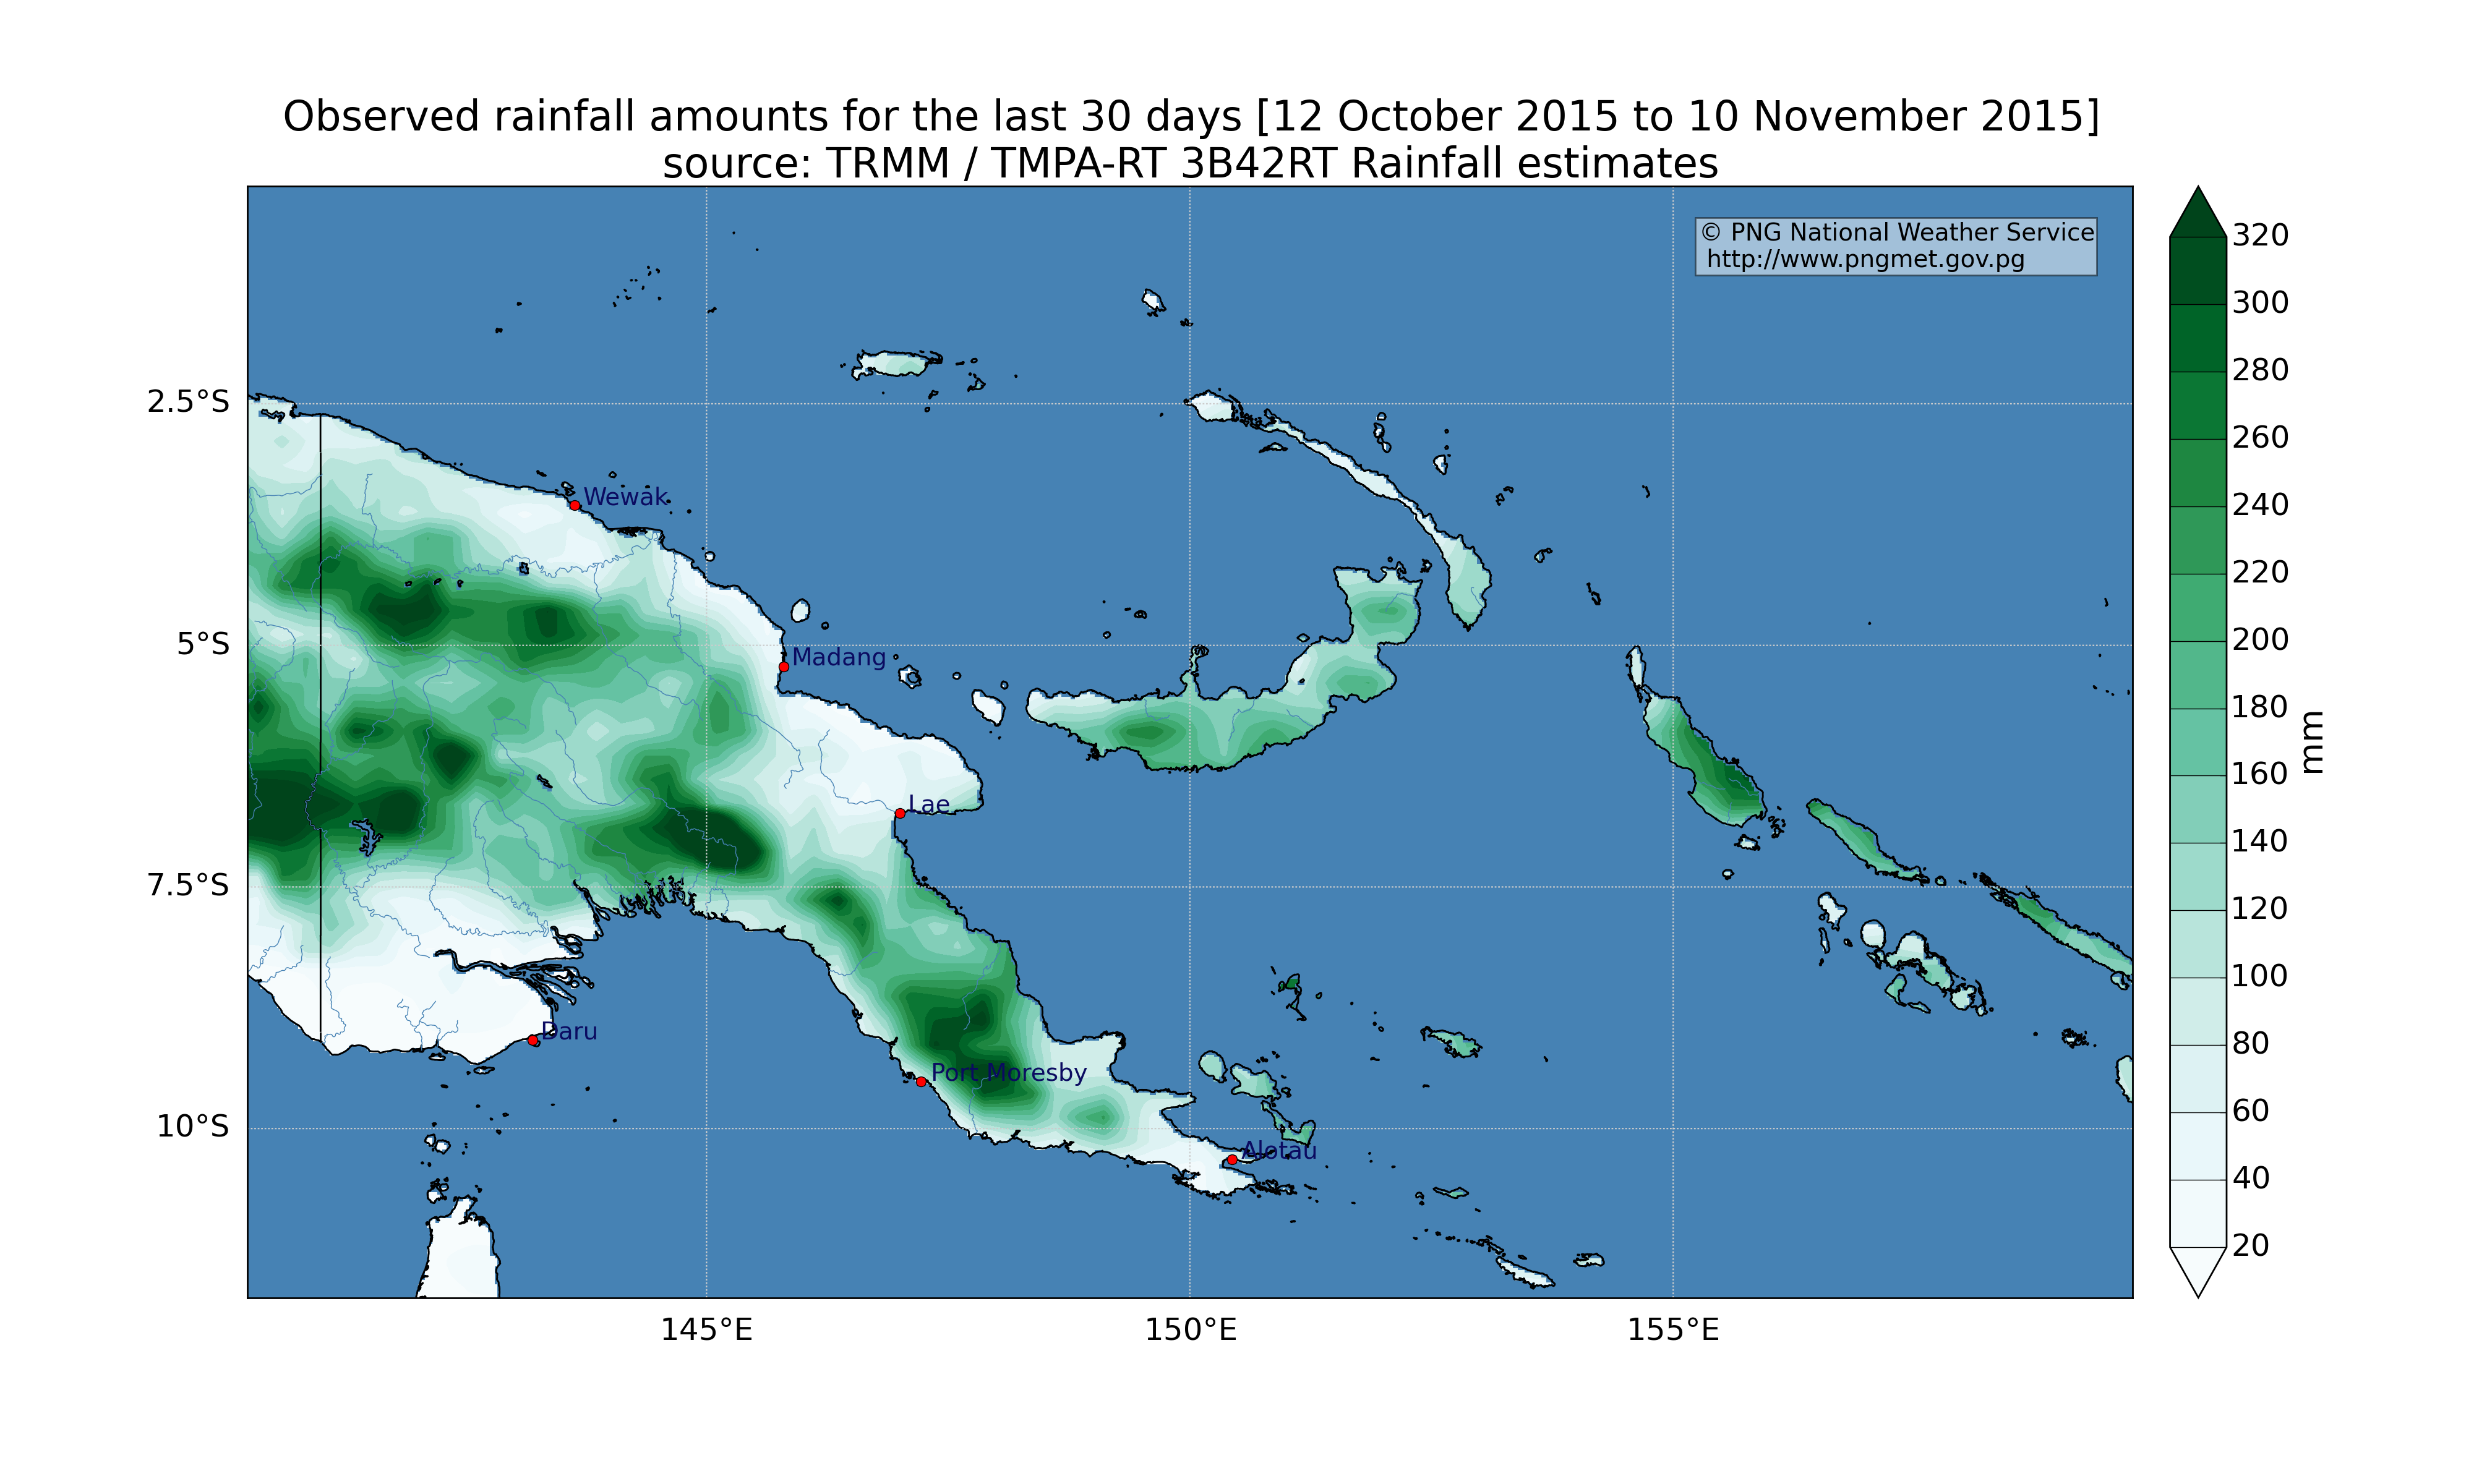 Observed rainfall amounts for the last 30 days [12 October 2015 to 10 November 2015]
source: TRMM / TMPA-RT 3B42RT Rainfall estimates
© PNG National Weather Service
http://www.pngmet.gov.pg
320
300
280
260
240
220
200
180
160
140
120
100
80
60
40
20
mm
2.5°S
5°S
7.5°S
10°S
Wewak
Madang
Lae
Daru
Port Moresby
Alotau
145°E
150°E
155°E